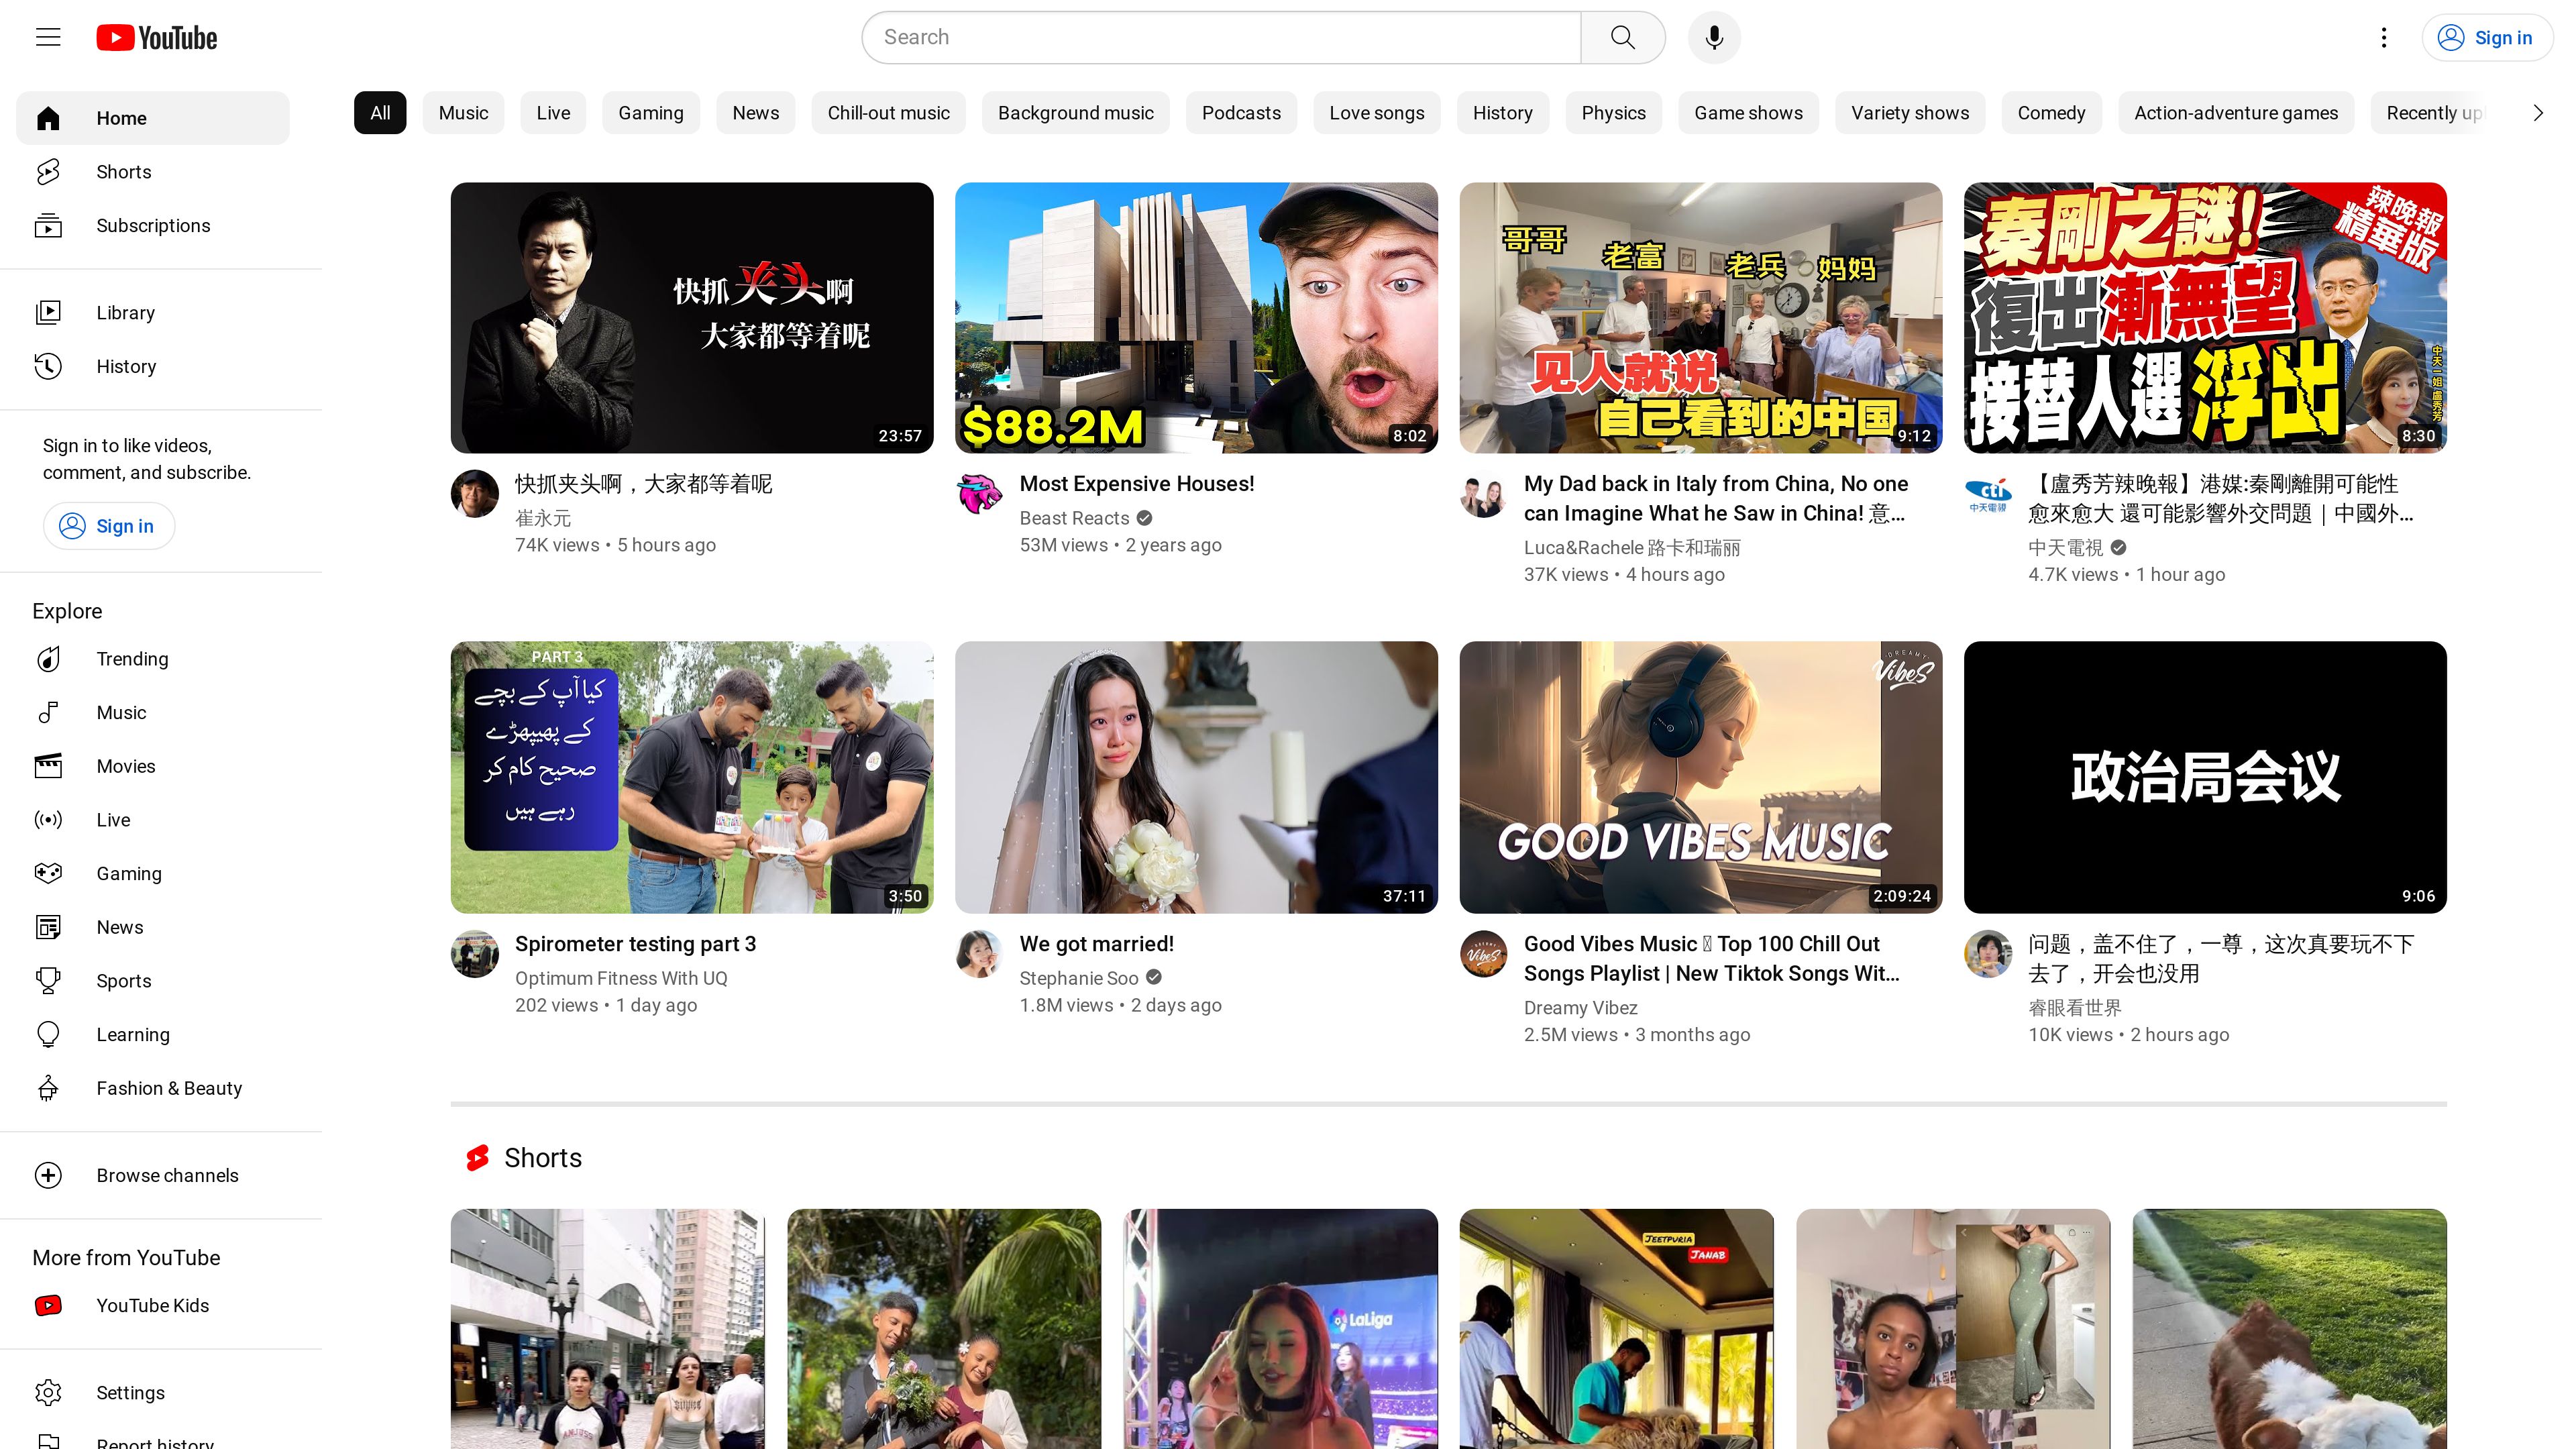 YouTube
Search
Sign in
Home
Shorts
Subscriptions
Library
History
Sign in to like videos,
comment, and subscribe.
Sign in
Explore
Trending
Music
Movies
Live
Gaming
News
Sports
Learning
Fashion & Beauty
Browse channels
More from YouTube
YouTube Kids
Settings
Report history
All
Music
Live
Gaming
News
Chill-out music
Background music
Podcasts
Love songs
History
Physics
Game shows
Variety shows
Comedy
Action-adventure games
Recently up
快抓夹头啊
大家都等着呢
23:57
快抓夹头啊，大家都等着呢
崔永元
74K views • 5 hours ago
$88.2M
8:02
Most Expensive Houses!
Beast Reacts
53M views • 2 years ago
哥哥
老富
老兵
妈妈
见人就说
自己看到的中国
9:12
My Dad back in Italy from China, No one
can Imagine What he Saw in China! 意...
Luca&Rachele 路卡和瑞丽
37K views • 4 hours ago
辣晚報
精華版
秦剛之謎!
復出漸無望
接替人選浮出
中天一姐盧秀芳
8:30
cti
中天電視
【盧秀芳辣晚報】港媒:秦剛離開可能性
愈來愈大 還可能影響外交問題｜中國外...
中天電視
4.7K views • 1 hour ago
PART 3
کیا آپ کے بچے
کے پھیپھڑے
صحیح کام کر
رہے ہیں
3:50
Spirometer testing part 3
Optimum Fitness With UQ
202 views • 1 day ago
37:11
We got married!
Stephanie Soo
1.8M views • 2 days ago
DREAMY
VibeS
GOOD VIBES MUSIC
2:09:24
VibeS
Good Vibes Music Top 100 Chill Out
Songs Playlist | New Tiktok Songs Wit...
Dreamy Vibez
2.5M views • 3 months ago
政治局会议
9:06
问题，盖不住了，一尊，这次真要玩不下
去了，开会也没用
睿眼看世界
10K views • 2 hours ago
Shorts
LaLiga
JEETPURIA
JANAB